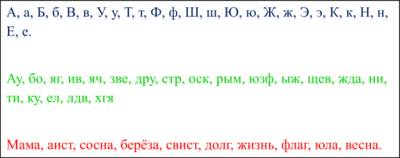 А, а, Б, б, В, в, У, у, Т, т, Ф, ф, Ш, ш, Ю, ю, Ж, ж, Э, э, К, к, Н, н,
Е, е.
Ау, бо, яг, ив, яч, зве, дру, стр, оск, рым, юзф, ыж, щев, жда, ни,
ти, ку, ел, лдв, хгя
Мама, аист, сосна, берёза, свист, долг, жизнь, флаг, юла, весна.